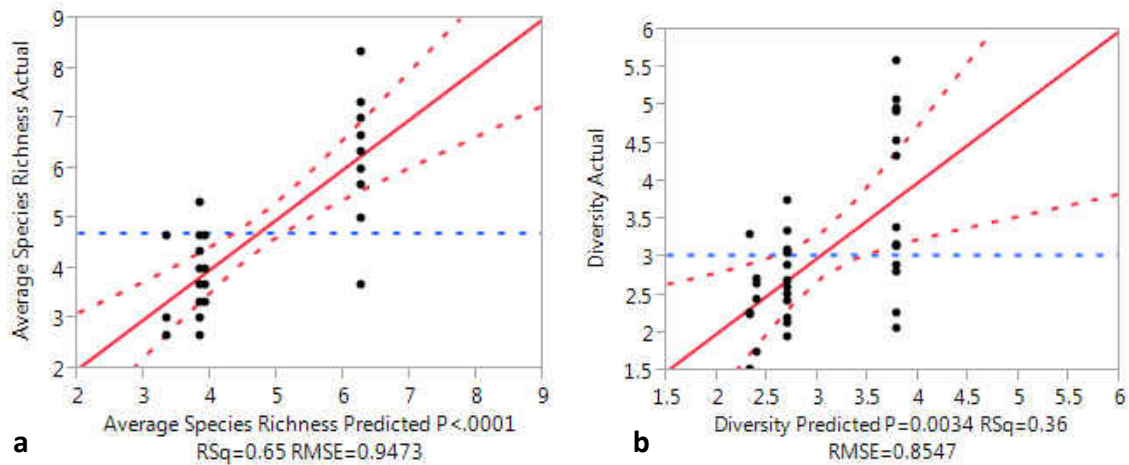 9
8
7
6
5
4
3
2
2 3 4 5 6 7 8 9
Average Species Richness Actual
Average Species Richness Predicted P<.0001
RSq=0.65 RMSE=0.9473
a
6
5.5
5
4.5
4
3.5
3
2.5
2
1.5
1.5 2 2.5 3 3.5 4 4.5 5 5.5 6
Diversity Actual
Diversity Predicted P=0.0034 RSq=0.36
RMSE=0.8547
b